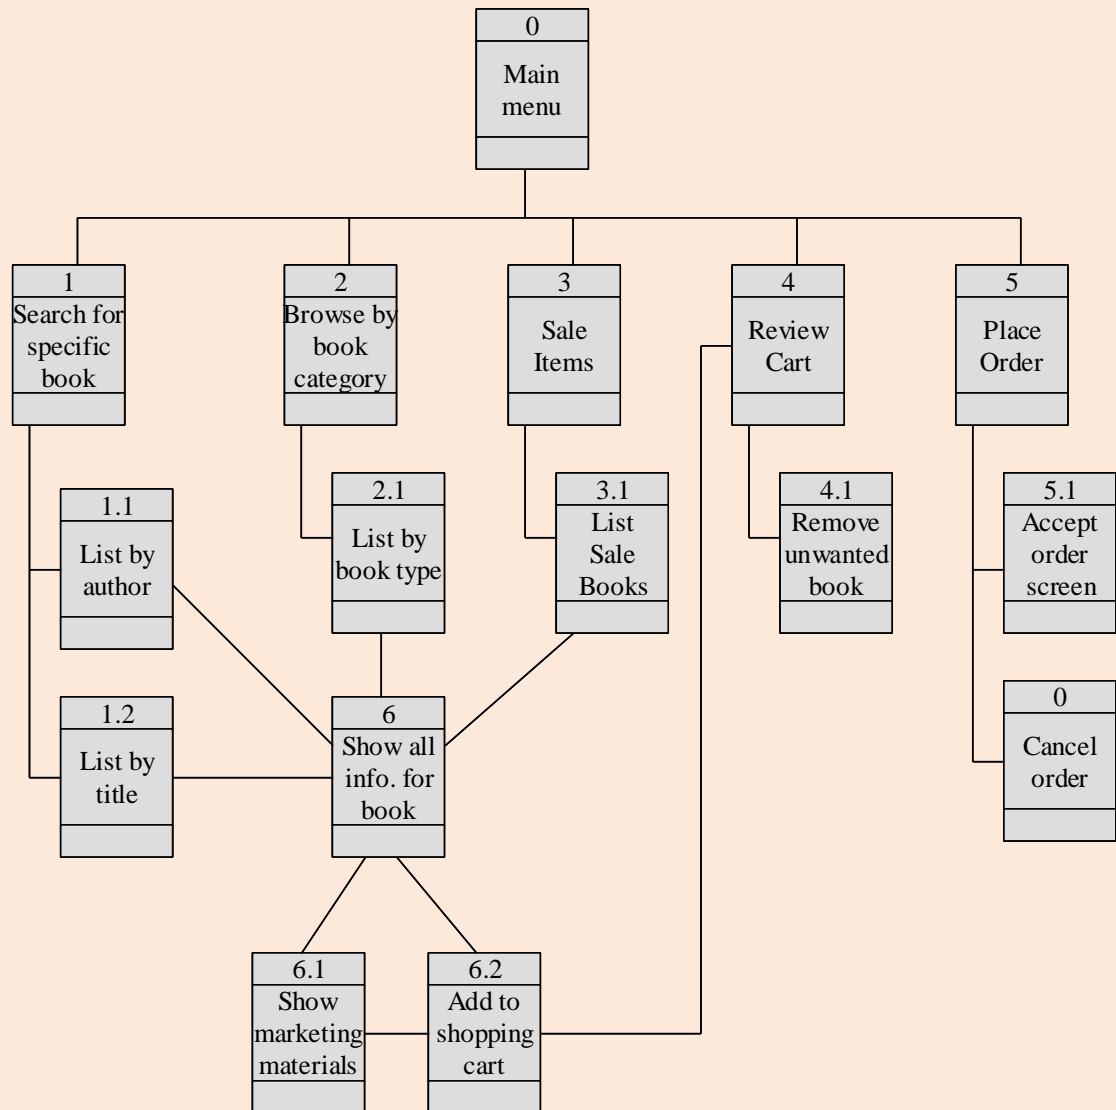 0
Main
menu
1
Search for
specific
book
2
Browse by
book
category
3
Sale
Items
4
Review
Cart
5
Place
Order
1.1
List by
author
2.1
List by
book type
3.1
List
Sale
Books
4.1
Remove
unwanted
book
5.1
Accept
order
screen
1.2
List by
title
6
Show all
info. for
book
0
Cancel
order
6.1
Show
marketing
materials
6.2
Add to
shopping
cart